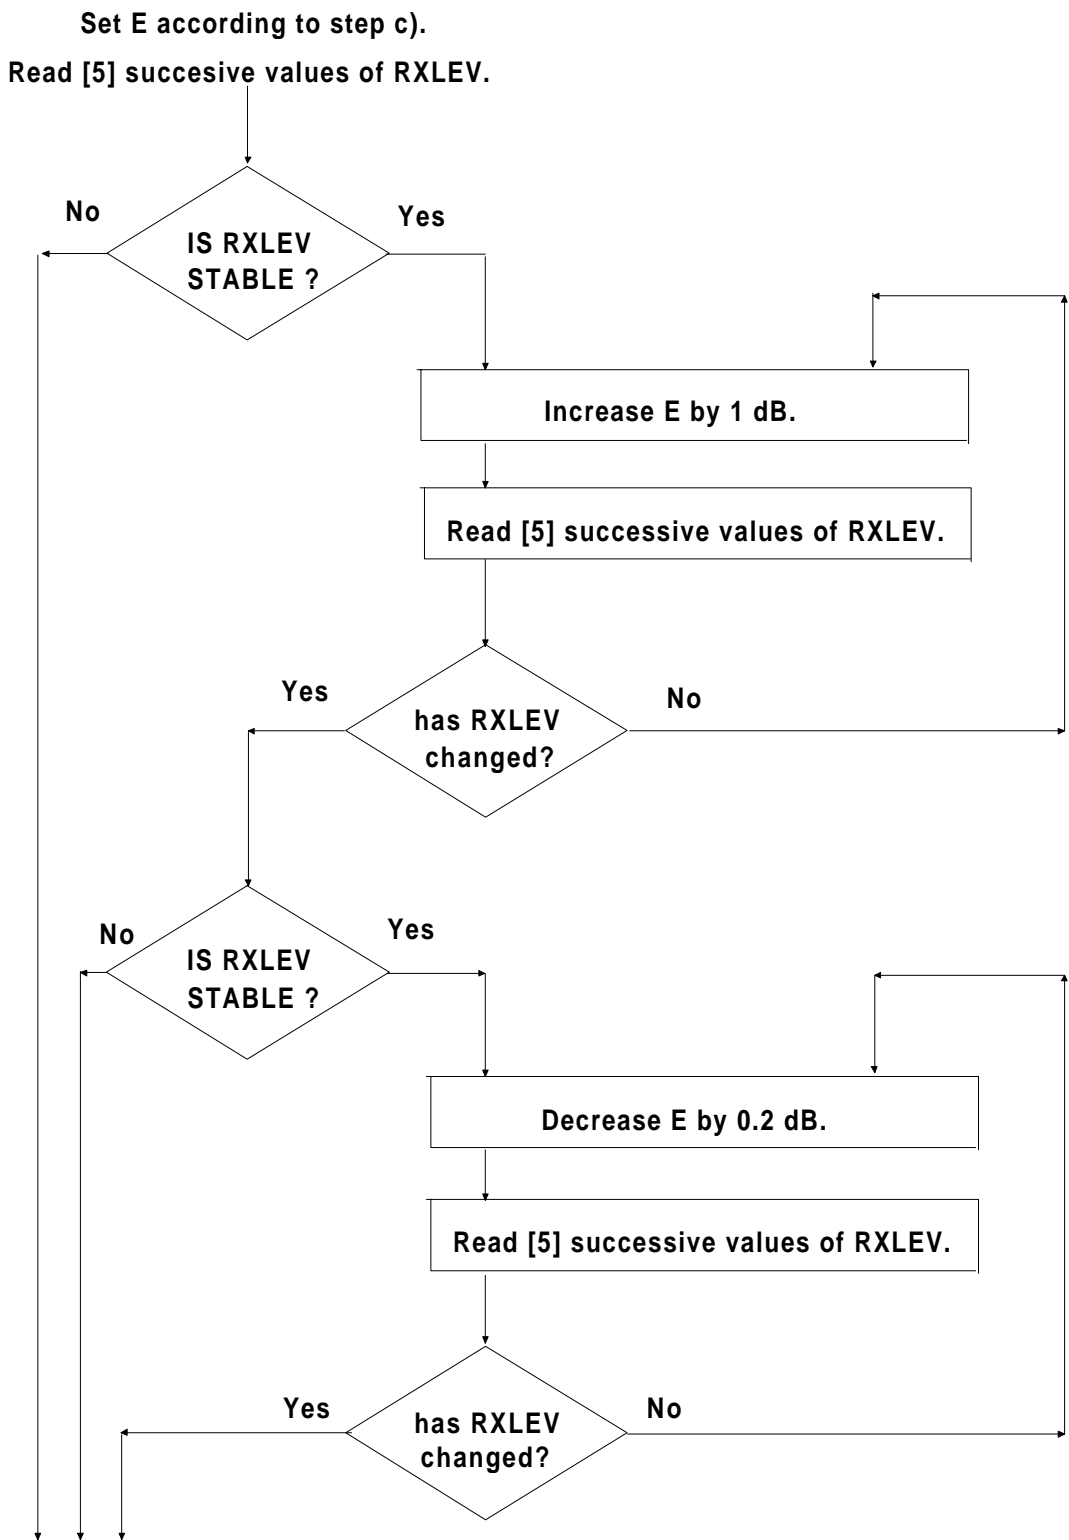 Set E according to step c).
Read [5] succesive values of RXLEV.
No
Yes
IS RXLEV
STABLE ?
Increase E by 1 dB.
Read [5] successive values of RXLEV.
Yes
No
has RXLEV
changed?
No
Yes
IS RXLEV
STABLE ?
Decrease E by 0.2 dB.
Read [5] successive values of RXLEV.
Yes
No
has RXLEV
changed?